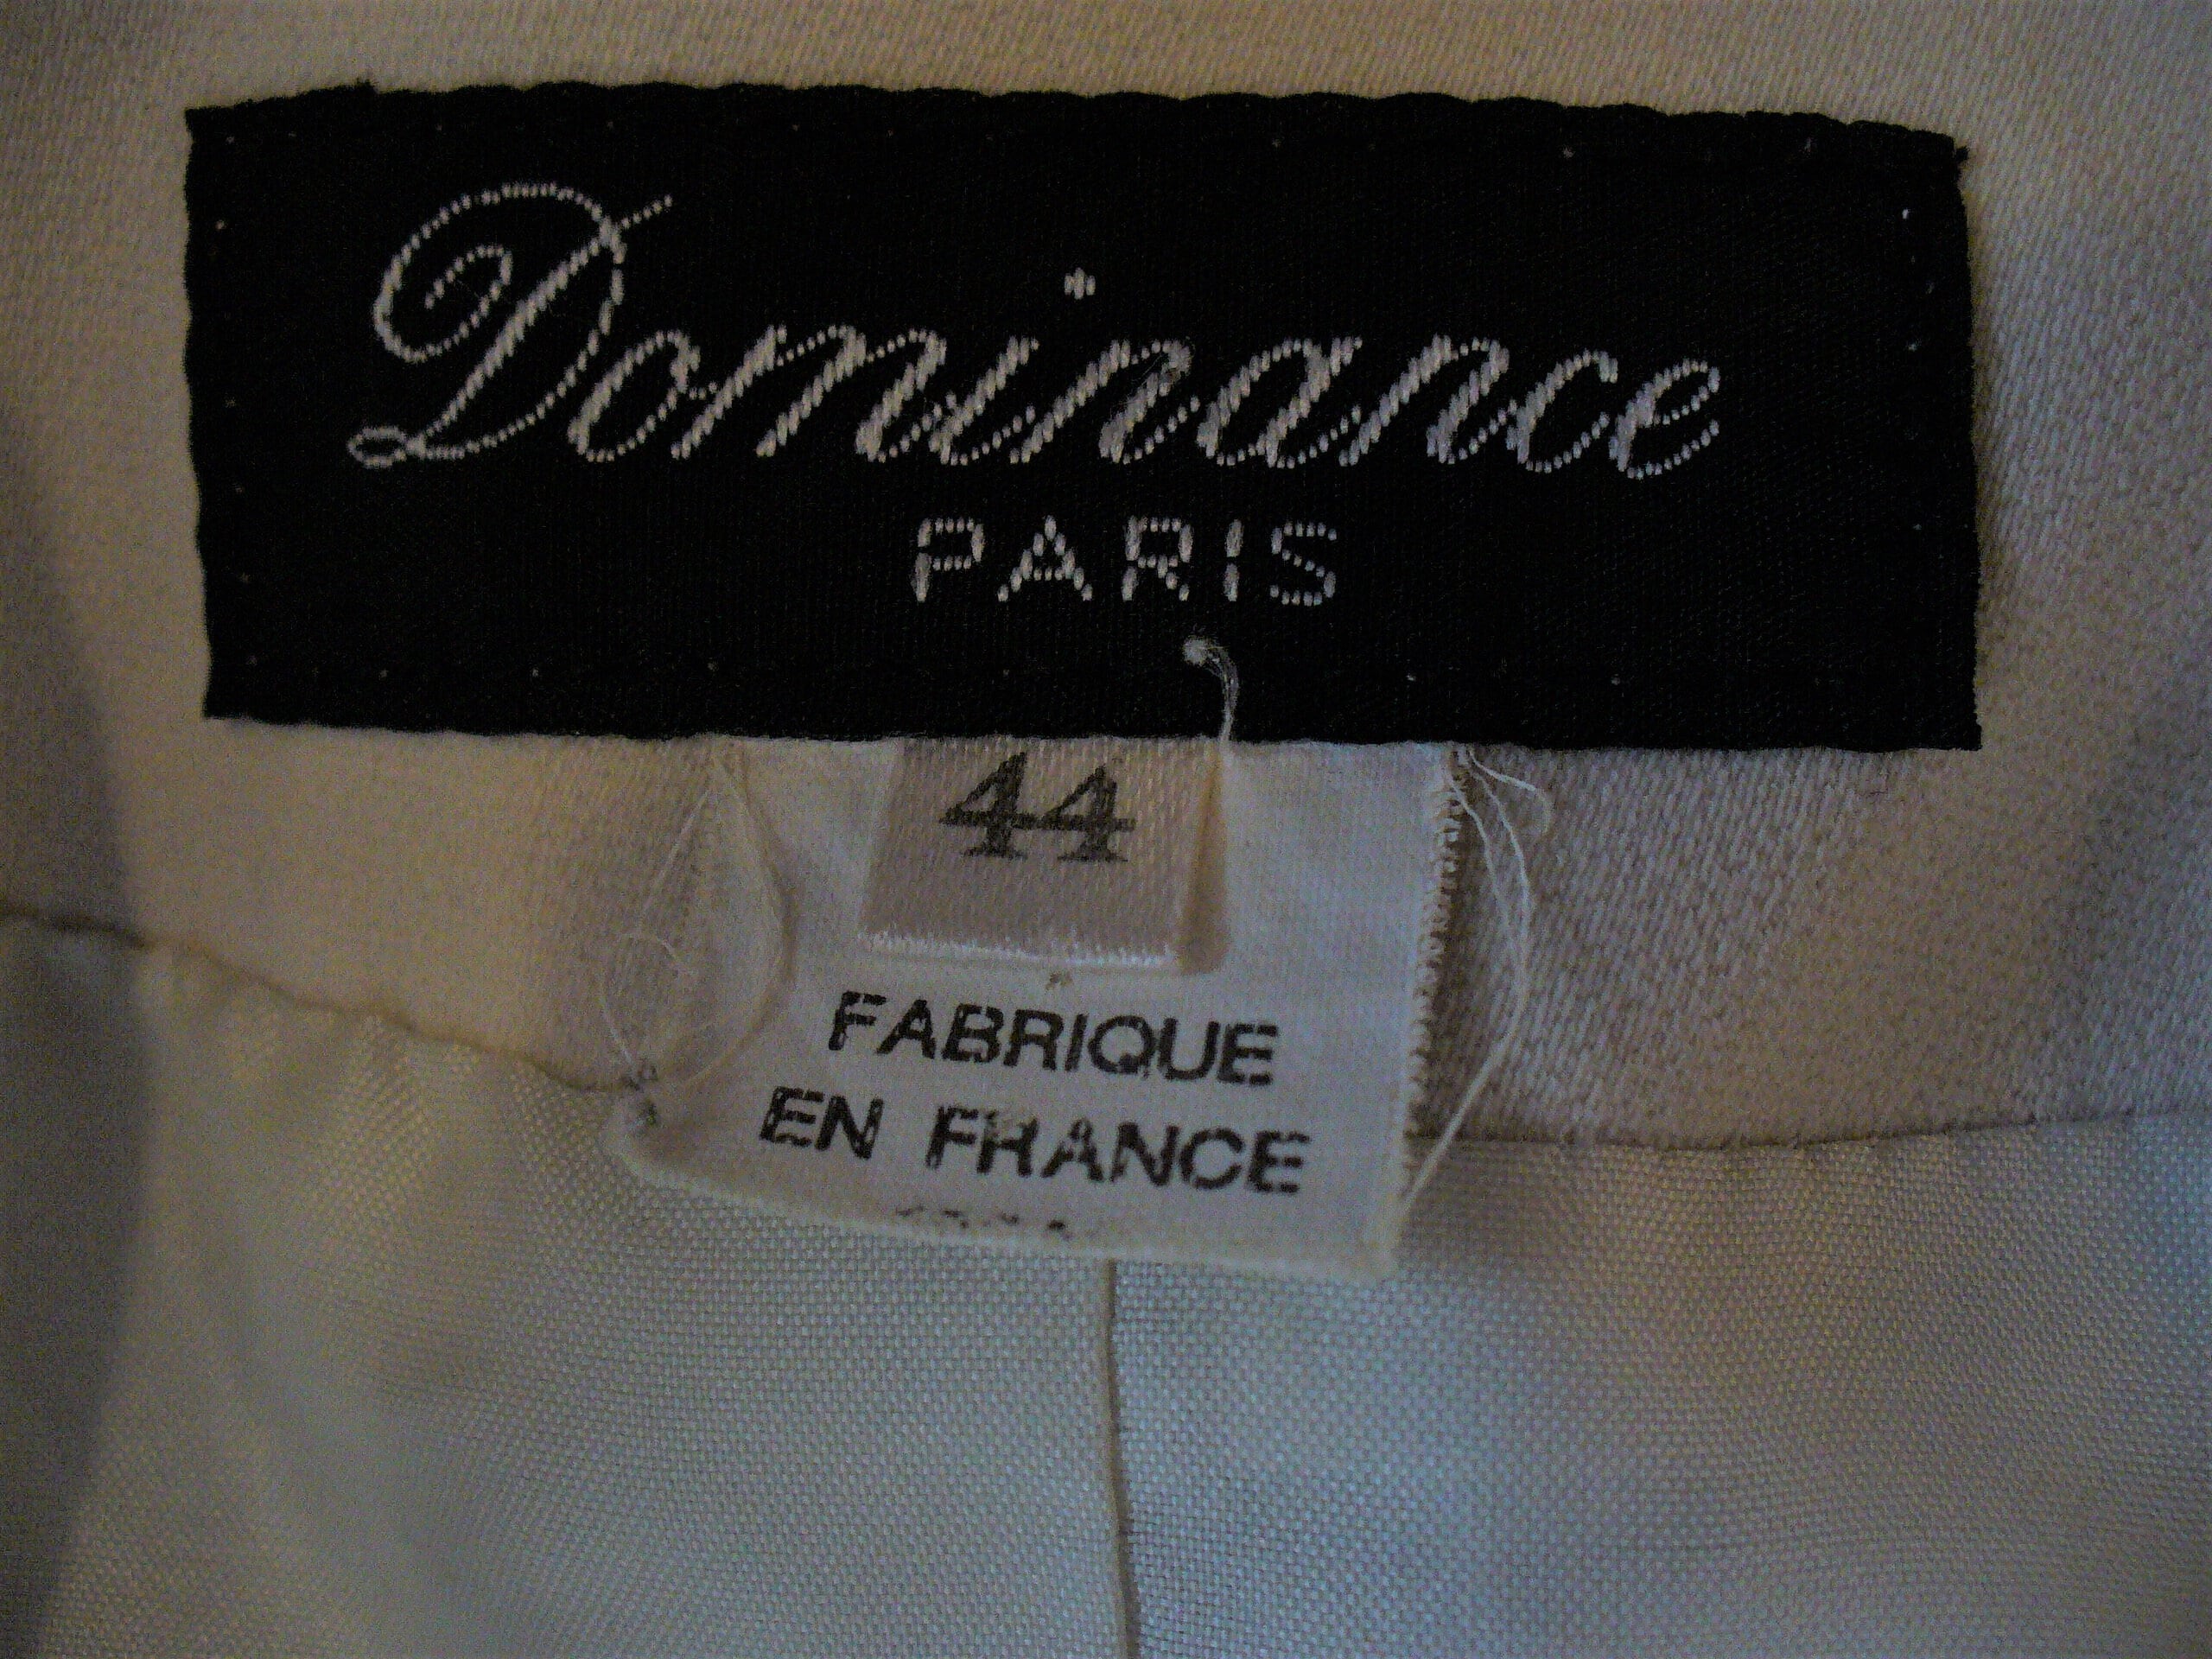 Dominance
PARIS
44
FABRIQUE
EN FRANCE